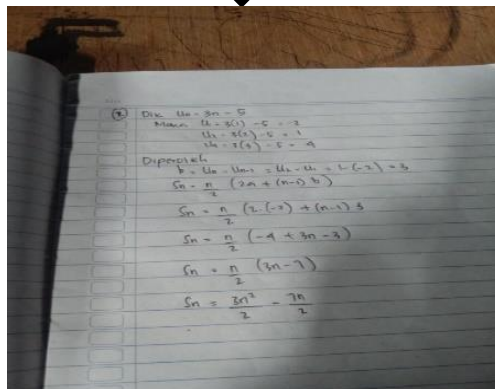 Dik Un = 3n - 5
Maka U1 = 3(1) - 5 = -2
U2 = 3(2) - 5 = 1
U3 = 3(3) - 5 = 4
Diperoleh
b = Un - Un-1 = U2 - U1 = 1 - (-2) = 3
Sn = n/2 (2a + (n-1) b)
Sn = n/2 (2.(-2) + (n-1) 3
Sn = n/2 (-4 + 3n - 3)
Sn = n/2 (3n - 7)
Sn = 3n²/2 - 7n/2